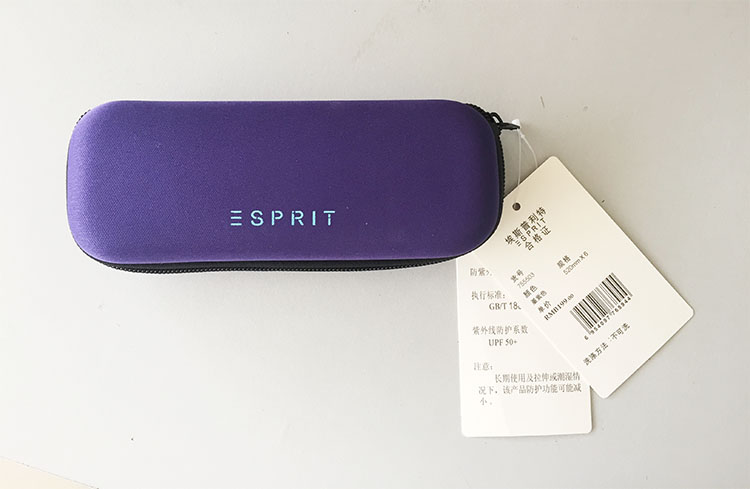 ESPRIT
埃斯普利特
ESPRIT
合格证
货号
规格
755503
520mm X 6
颜色
单价
RMB199.00
洗涤方法：不可洗
防紫
执行标准:
GB/T 18
紫外线防护系数
UPF 50+
注意:
长期使用及拉伸或潮湿情
况下，该产品防护功能可能减
小．